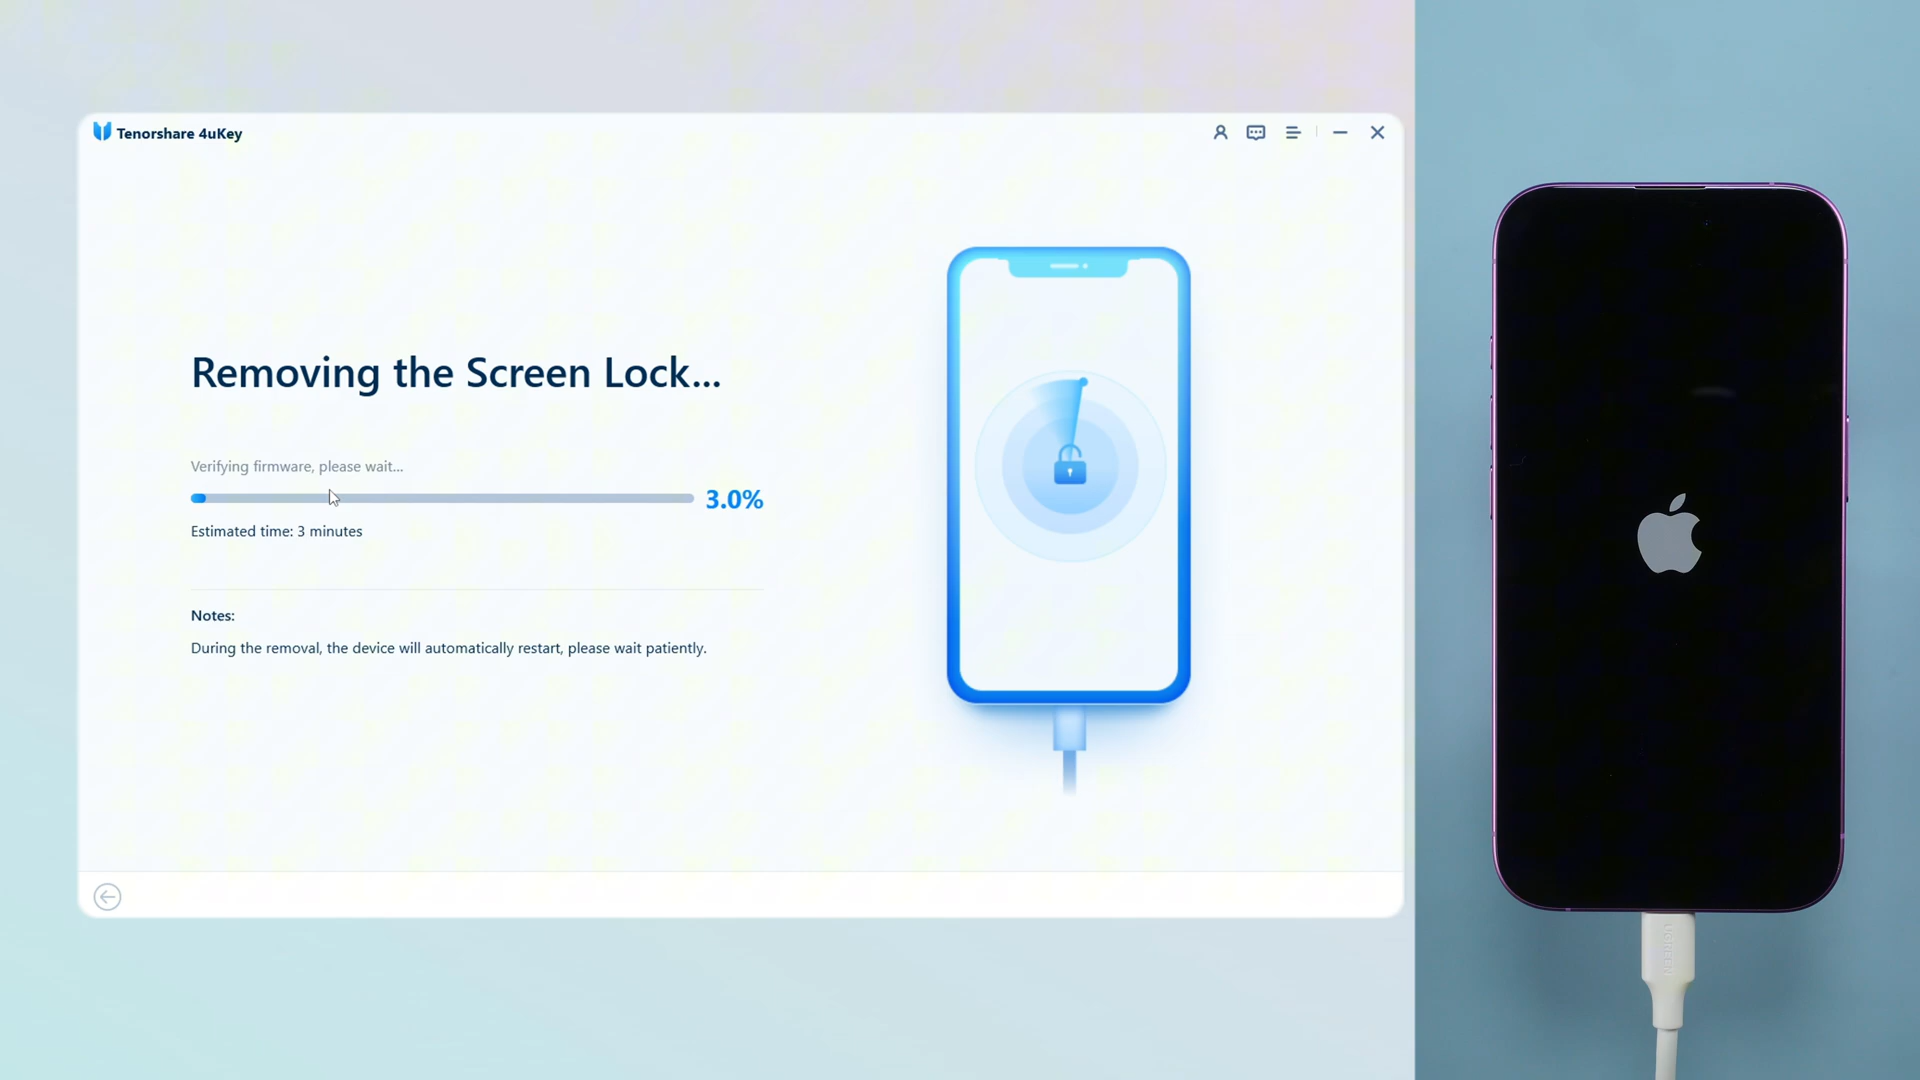 Tenorshare 4uKey
Removing the Screen Lock...
Verifying firmware, please wait...
3.0%
Estimated time: 3 minutes
Notes:
During the removal, the device will automatically restart, please wait patiently.
UGREEN